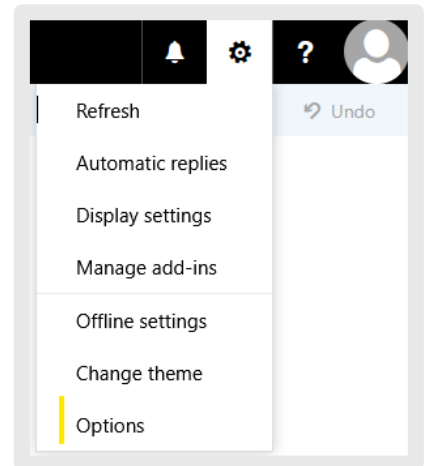 ?
Refresh
Undo
Automatic replies
Display settings
Manage add-ins
Offline settings
Change theme
Options